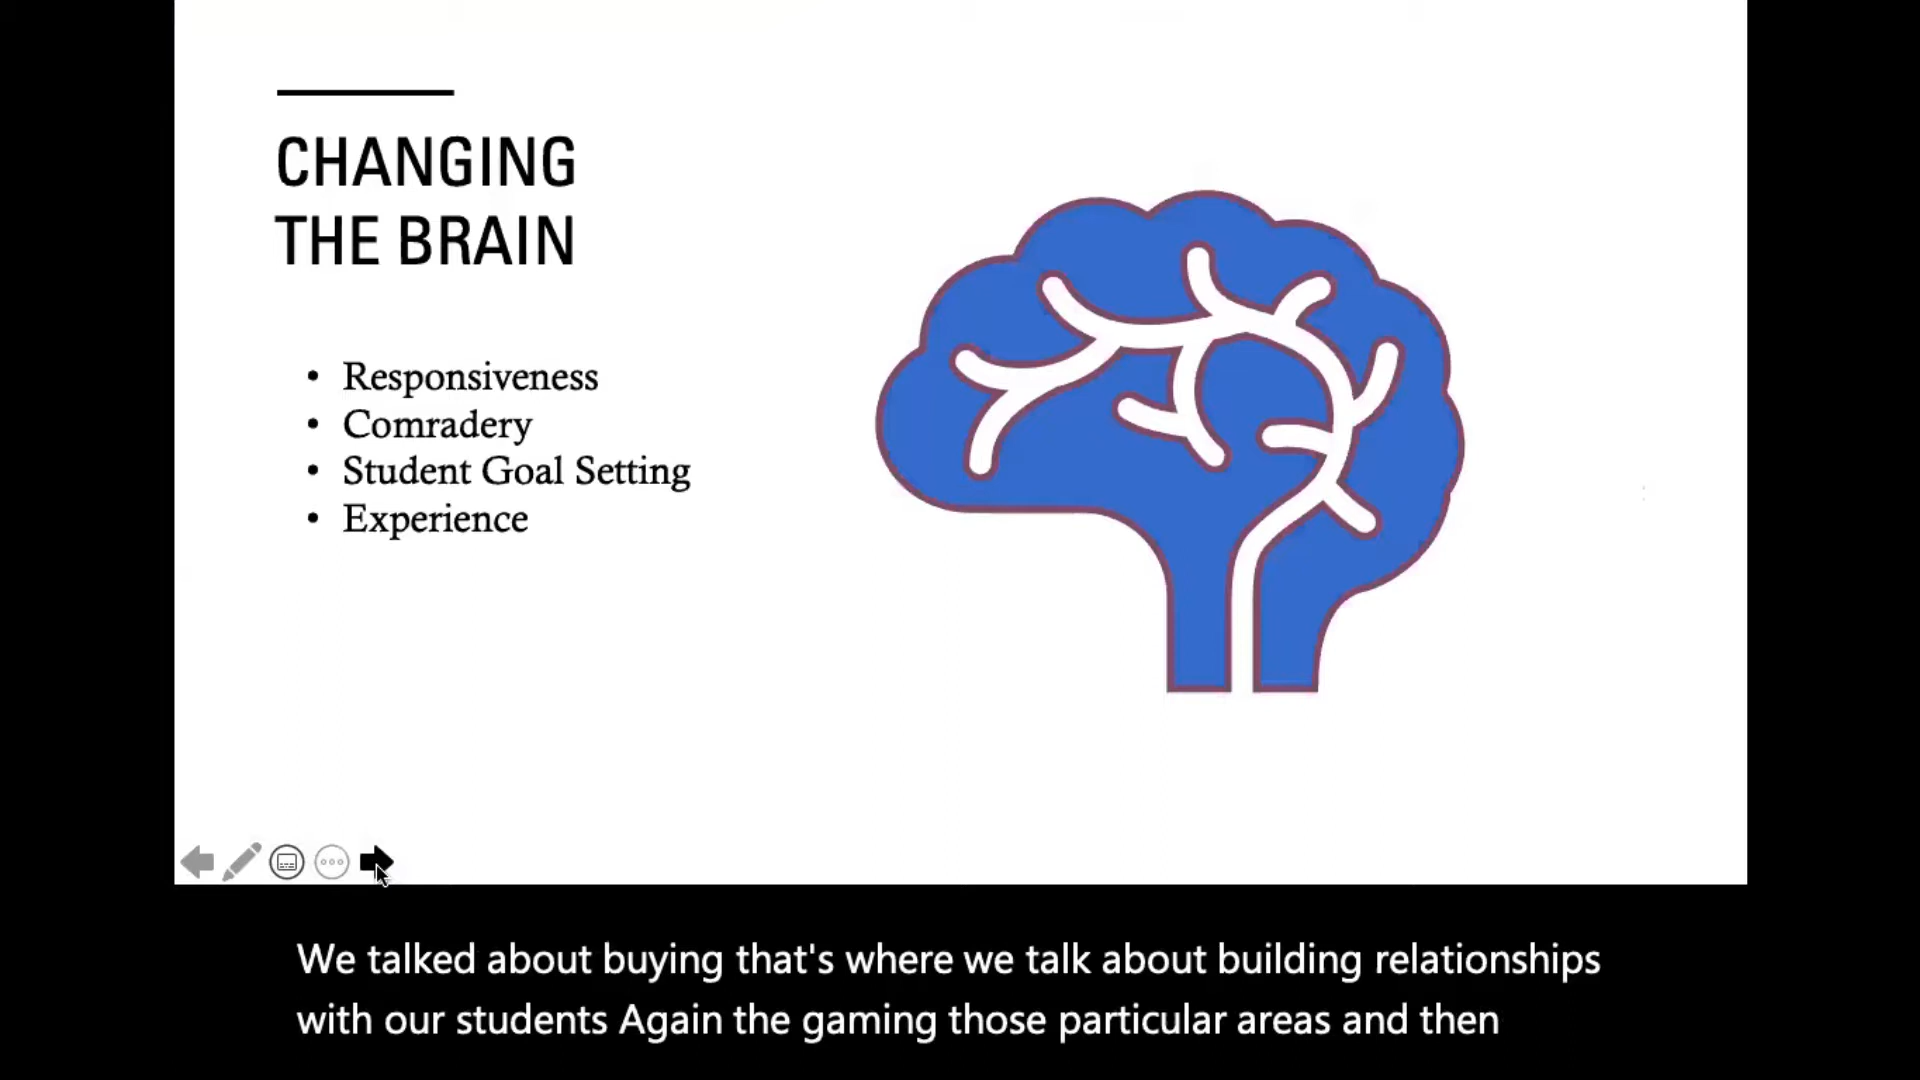 CHANGING
THE BRAIN
• Responsiveness
• Comradery
• Student Goal Setting
• Experience
We talked about buying that's where we talk about building relationships
with our students Again the gaming those particular areas and then